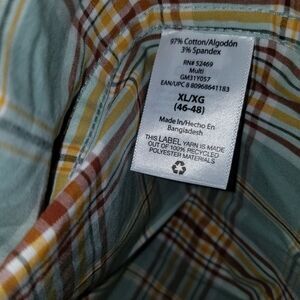 97% Cotton/Algodón
3% Spandex
RN# 52469
Multi
GM31Y057
EAN/UPC 8 80968641183
XL/XG
(46-48)
Made in/Hecho En
Bangladesh
THIS LABEL YARN IS MADE
OUT OF 100% RECYCLED
POLYESTER MATERIALS